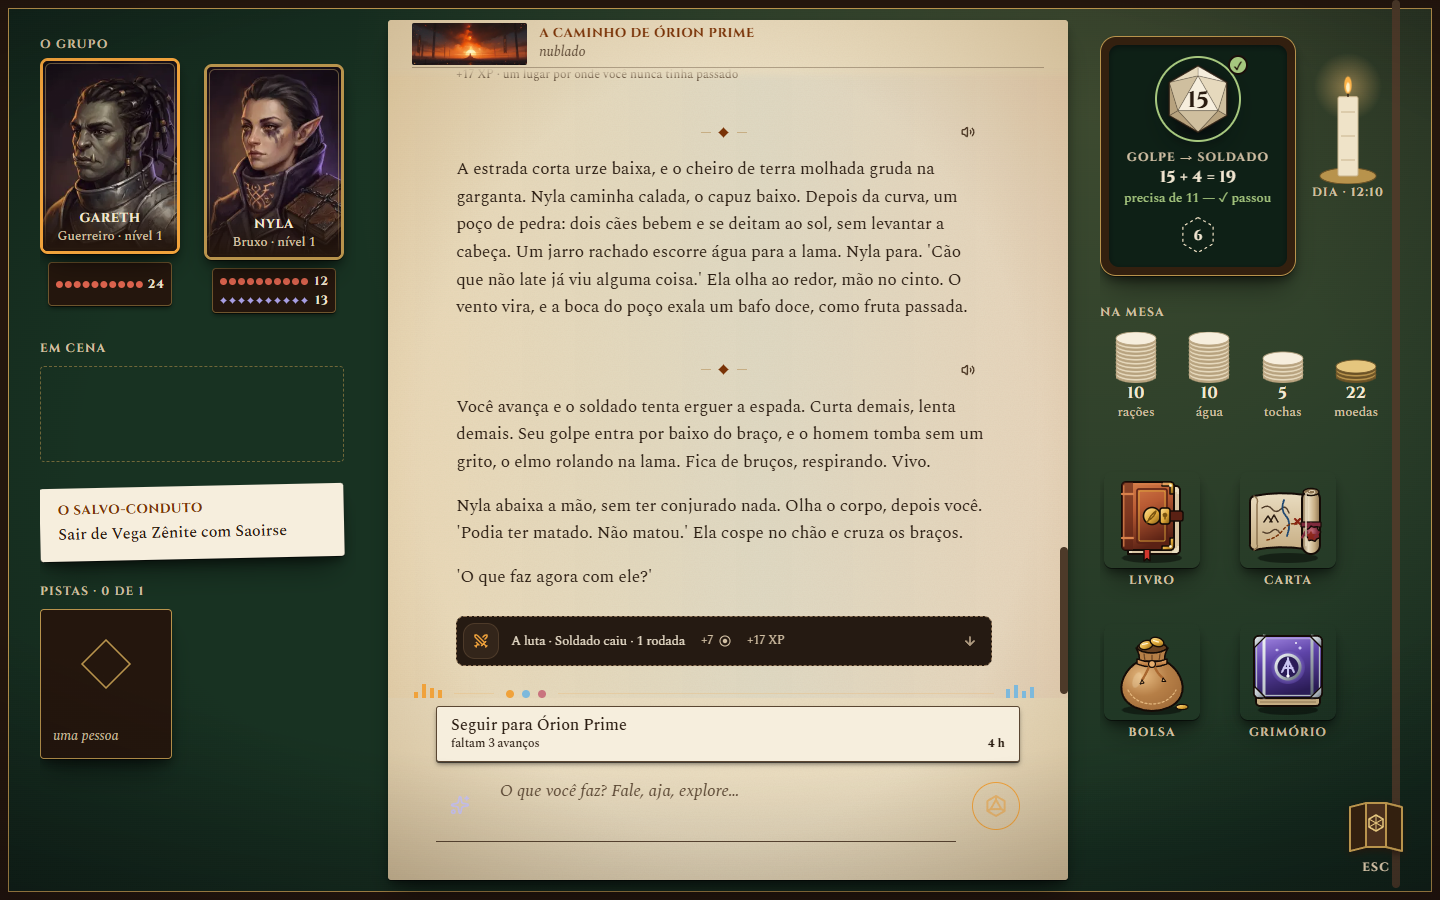 O GRUPO
GARETH
Guerreiro · nível 1
24
NYLA
Bruxo · nível 1
12
13
EM CENA
O SALVO-CONDUTO
Sair de Vega Zênite com Saoirse
PISTAS · 0 DE 1
uma pessoa
A CAMINHO DE ÓRION PRIME
nublado
+17 XP · um lugar por onde você nunca tinha passado
A estrada corta urze baixa, e o cheiro de terra molhada gruda na
garganta. Nyla caminha calada, o capuz baixo. Depois da curva, um
poço de pedra: dois cães bebem e se deitam ao sol, sem levantar a
cabeça. Um jarro rachado escorre água para a lama. Nyla para. 'Cão
que não late já viu alguma coisa.' Ela olha ao redor, mão no cinto. O
vento vira, e a boca do poço exala um bafo doce, como fruta passada.
Você avança e o soldado tenta erguer a espada. Curta demais, lenta
demais. Seu golpe entra por baixo do braço, e o homem tomba sem um
grito, o elmo rolando na lama. Fica de bruços, respirando. Vivo.
Nyla abaixa a mão, sem ter conjurado nada. Olha o corpo, depois você.
'Podia ter matado. Não matou.' Ela cospe no chão e cruza os braços.
'O que faz agora com ele?'
A luta · Soldado caiu · 1 rodada +7 +17 XP
Seguir para Órion Prime
faltam 3 avanços 4 h
O que você faz? Fale, aja, explore...
15
GOLPE → SOLDADO
15 + 4 = 19
precisa de 11 — ✓ passou
6
DIA · 12:10
NA MESA
10 10 5 22
rações água tochas moedas
LIVRO CARTA
BOLSA GRIMÓRIO
ESC